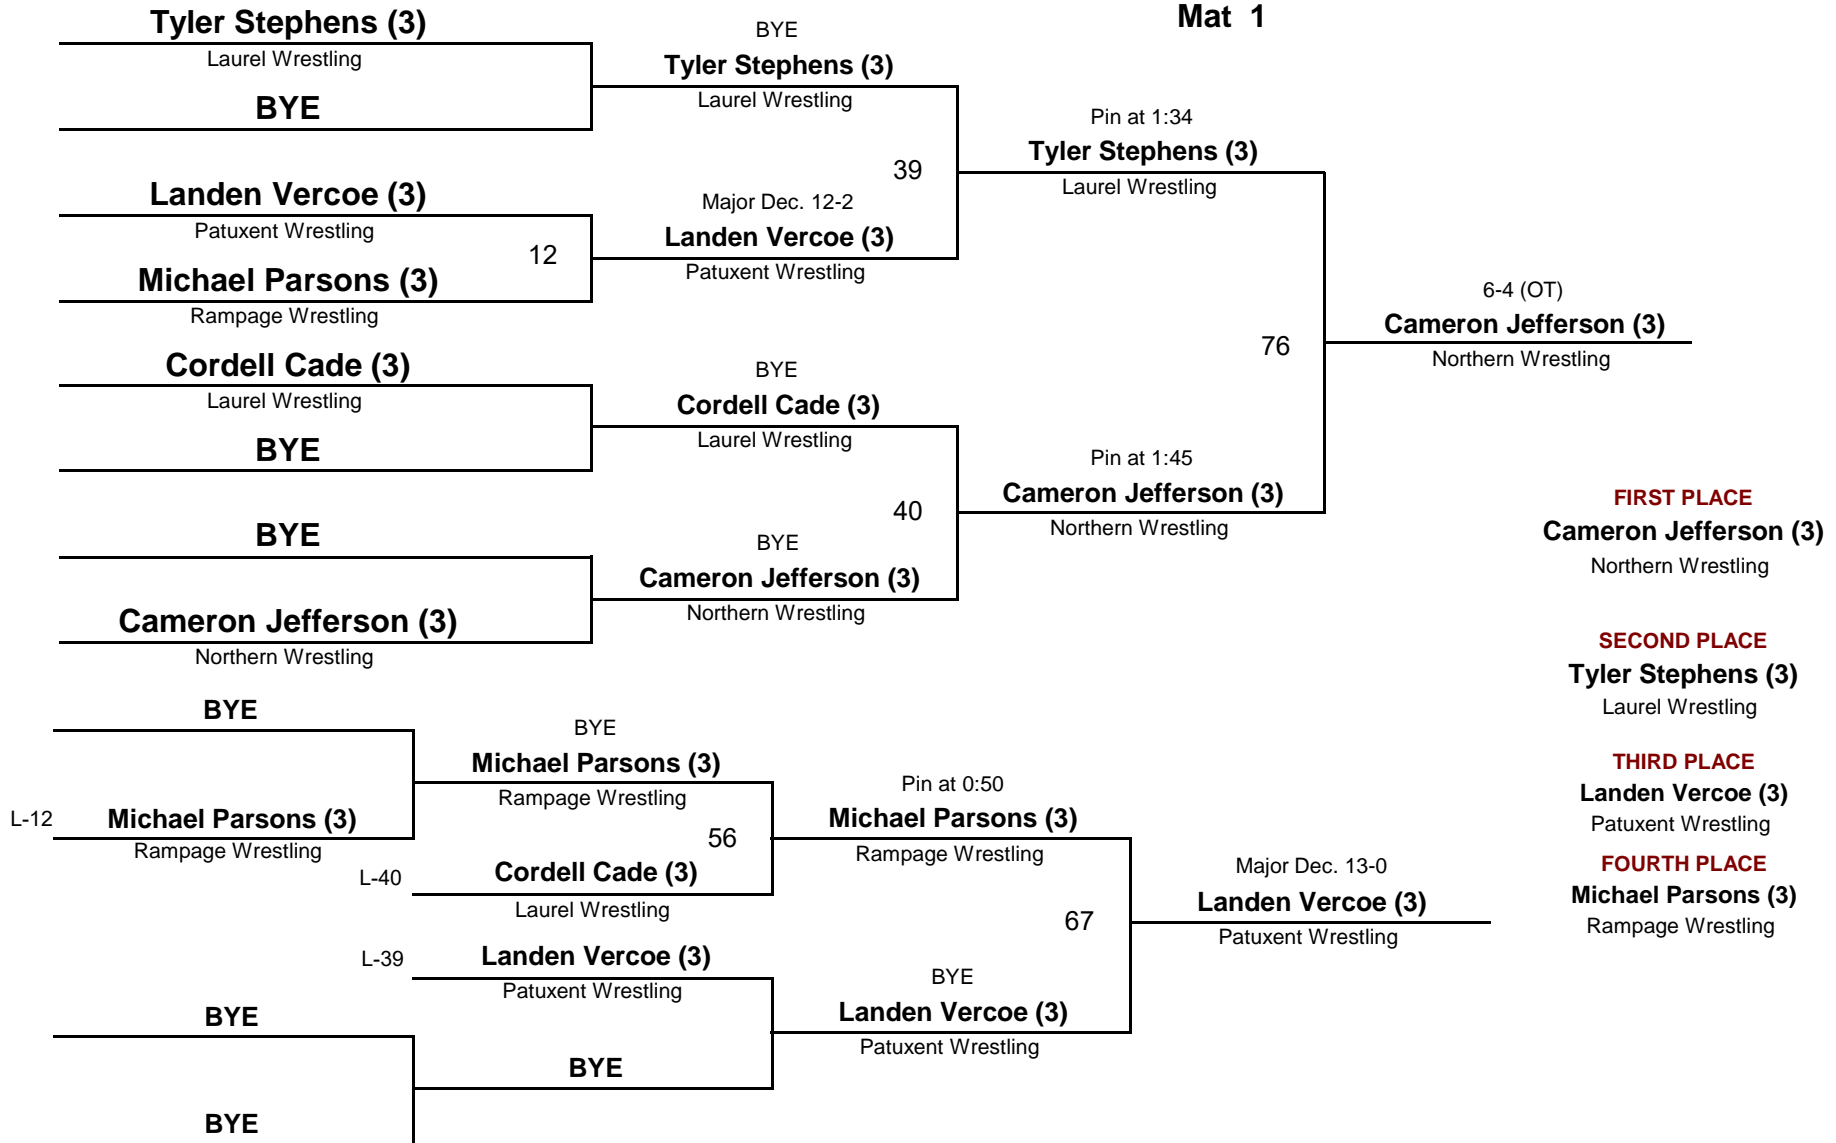 Mat 1
Tyler Stephens (3)
Laurel Wrestling
BYE
Landen Vercoe (3)
Patuxent Wrestling
12
Michael Parsons (3)
Rampage Wrestling
Cordell Cade (3)
Laurel Wrestling
BYE
BYE
Cameron Jefferson (3)
Northern Wrestling
BYE
Tyler Stephens (3)
Laurel Wrestling
39
Major Dec. 12-2
Landen Vercoe (3)
Patuxent Wrestling
BYE
Cordell Cade (3)
Laurel Wrestling
40
BYE
Cameron Jefferson (3)
Northern Wrestling
Pin at 1:34
Tyler Stephens (3)
Laurel Wrestling
76
Pin at 1:45
Cameron Jefferson (3)
Northern Wrestling
6-4 (OT)
Cameron Jefferson (3)
Northern Wrestling
FIRST PLACE
Cameron Jefferson (3)
Northern Wrestling
SECOND PLACE
Tyler Stephens (3)
Laurel Wrestling
THIRD PLACE
Landen Vercoe (3)
Patuxent Wrestling
FOURTH PLACE
Michael Parsons (3)
Rampage Wrestling
BYE
L-12
Michael Parsons (3)
Rampage Wrestling
BYE
BYE
BYE
Michael Parsons (3)
Rampage Wrestling
56
L-40
Cordell Cade (3)
Laurel Wrestling
L-39
Landen Vercoe (3)
Patuxent Wrestling
BYE
Pin at 0:50
Michael Parsons (3)
Rampage Wrestling
67
BYE
Landen Vercoe (3)
Patuxent Wrestling
Major Dec. 13-0
Landen Vercoe (3)
Patuxent Wrestling